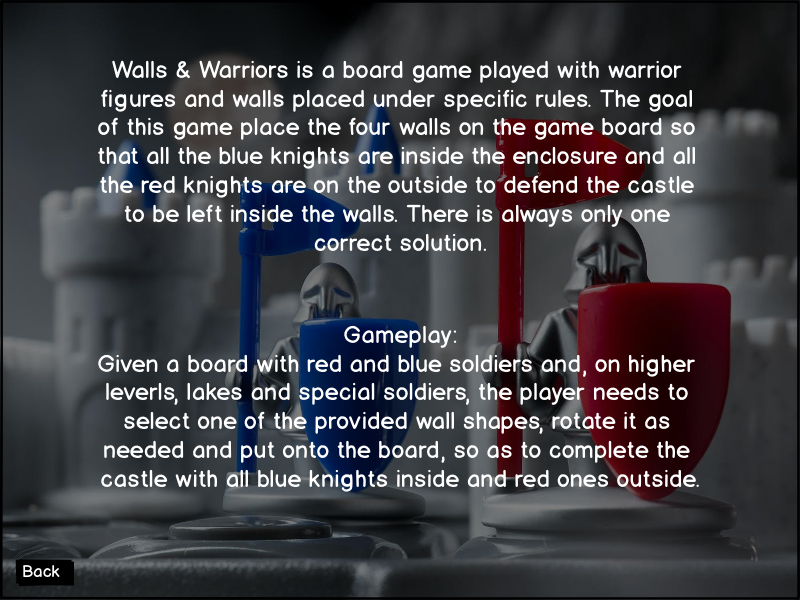 Walls & Warriors is a board game played with warrior
figures and walls placed under specific rules. The goal
of this game place the four walls on the game board so
that all the blue knights are inside the enclosure and all
the red knights are on the outside to defend the castle
to be left inside the walls. There is always only one
correct solution.
Gameplay:
Given a board with red and blue soldiers and, on higher
leverls, lakes and special soldiers, the player needs to
select one of the provided wall shapes, rotate it as
needed and put onto the board, so as to complete the
castle with all blue knights inside and red ones outside.
Back